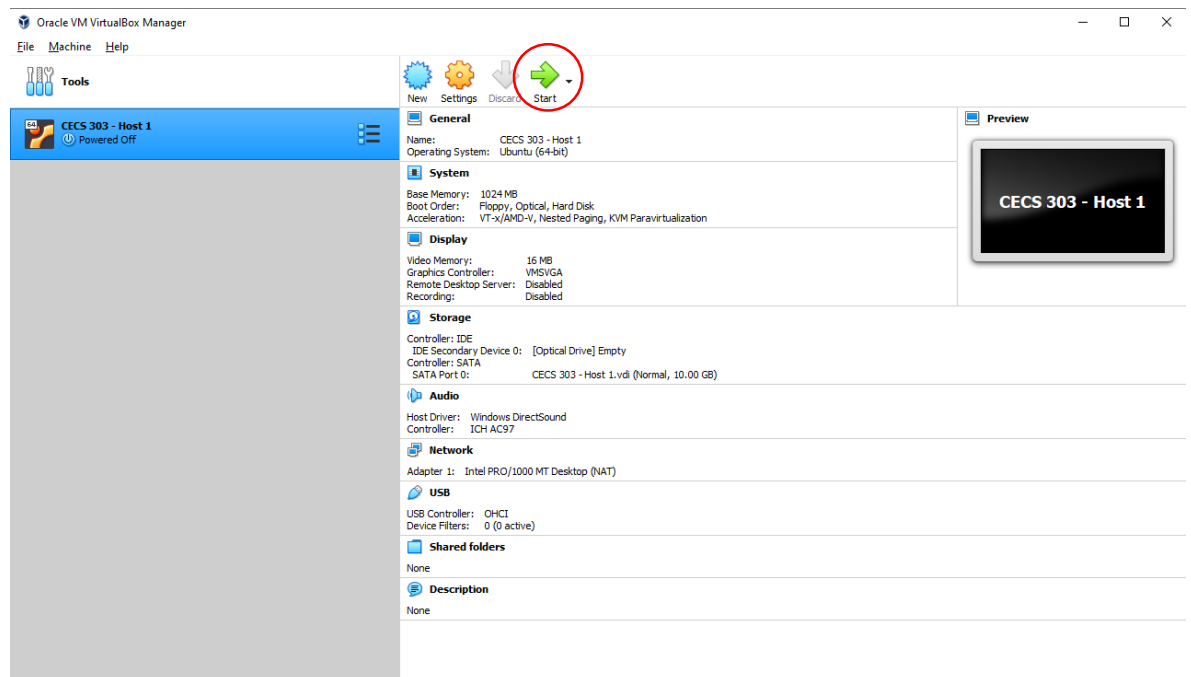 Oracle VM VirtualBox Manager
File Machine Help
Tools
New Settings Discard Start
64
CECS 303 - Host 1
Powered Off
General
Name: CECS 303 - Host 1
Operating System: Ubuntu (64-bit)
System
Base Memory: 1024 MB
Boot Order: Floppy, Optical, Hard Disk
Acceleration: VT-x/AMD-V, Nested Paging, KVM Paravirtualization
Display
Video Memory: 16 MB
Graphics Controller: VMSVGA
Remote Desktop Server: Disabled
Recording: Disabled
Storage
Controller: IDE
IDE Secondary Device 0: [Optical Drive] Empty
Controller: SATA
SATA Port 0: CECS 303 - Host 1.vdi (Normal, 10.00 GB)
Audio
Host Driver: Windows DirectSound
Controller: ICH AC97
Network
Adapter 1: Intel PRO/1000 MT Desktop (NAT)
USB
USB Controller: OHCI
Device Filters: 0 (0 active)
Shared folders
None
Description
None
Preview
CECS 303 - Host 1